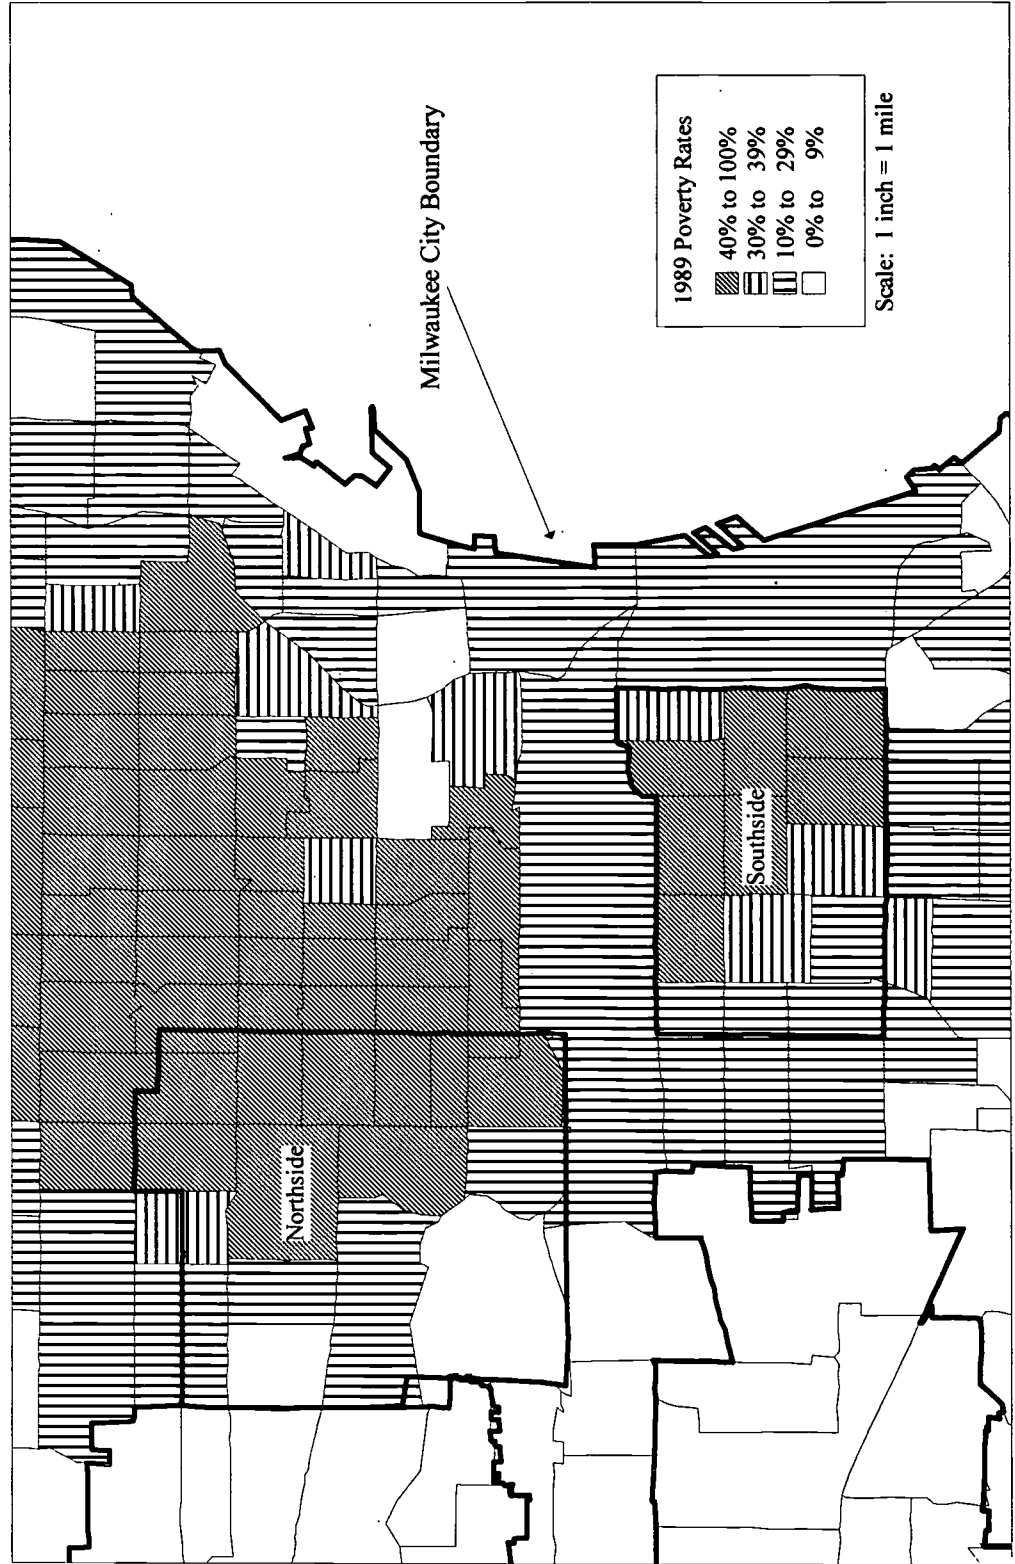 Milwaukee City Boundary
1989 Poverty Rates
40% to 100%
30% to 39%
10% to 29%
0% to 9%
Scale: 1 inch = 1 mile
Northside
Southside